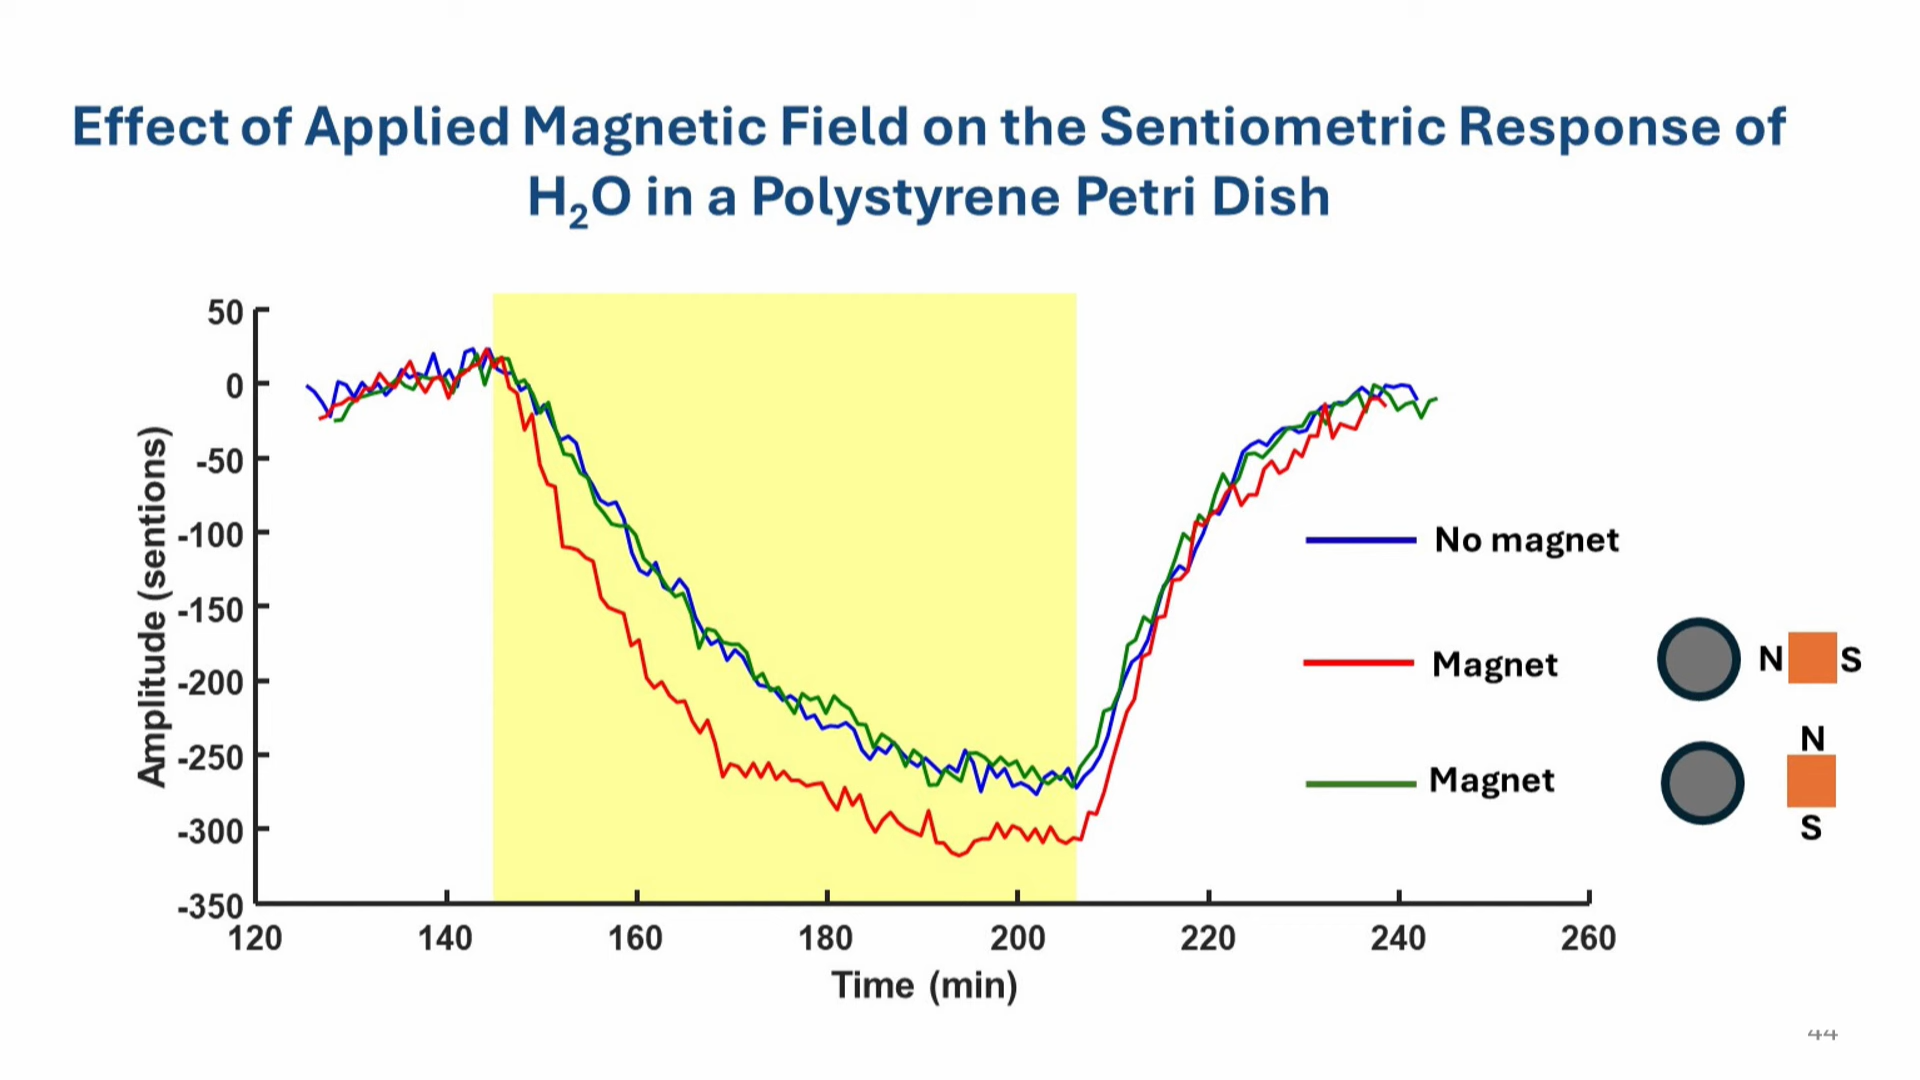 Effect of Applied Magnetic Field on the Sentiometric Response of
H₂O in a Polystyrene Petri Dish
50
0
-50
-100
-150
-200
-250
-300
-350
Amplitude (sentions)
120 140 160 180 200 220 240 260
Time (min)
No magnet
Magnet
N S
Magnet
N
S
44